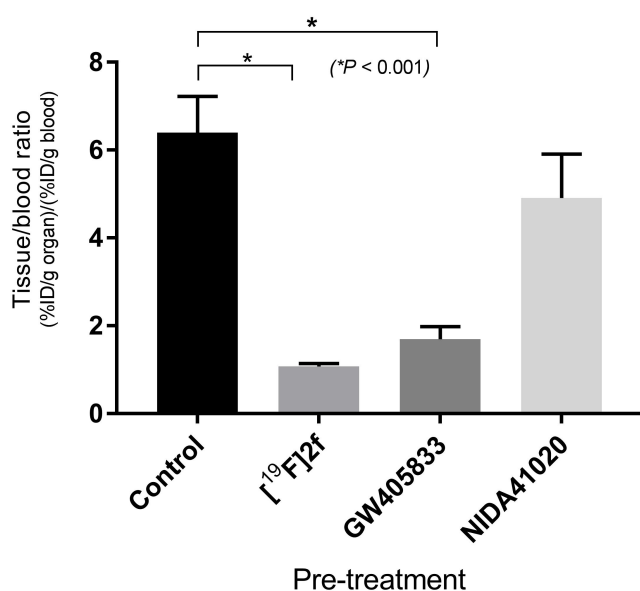 *
*
(*P < 0.001)
Tissue/blood ratio
(%ID/g organ)/(%ID/g blood)
8
6
4
2
0
Control
[¹⁹F]2f
GW405833
NIDA41020
Pre-treatment